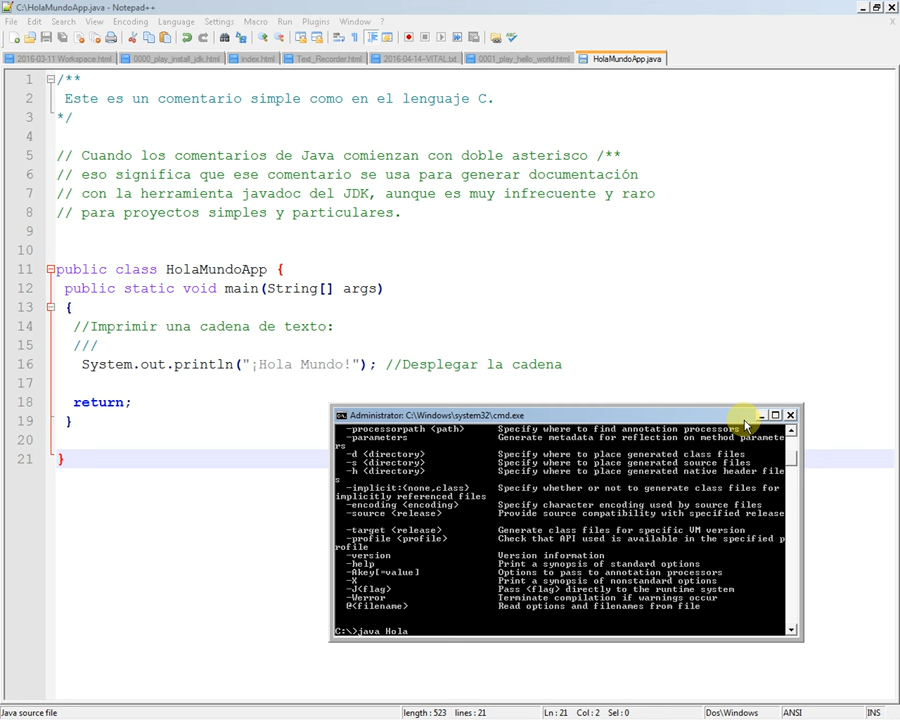 C:\HolaMundoApp.java - Notepad++
File Edit Search View Encoding Language Settings Macro Run Plugins Window ? X
2016-03-11 Workspace.html 0000_play_install_jdk.html index.html Text_Recorder.html 2016-04-14--VITAL.txt 0001_play_hello_world.html HolaMundoApp.java
1 /**
2 Este es un comentario simple como en el lenguaje C.
3 */
4
5 // Cuando los comentarios de Java comienzan con doble asterisco /**
6 // eso significa que ese comentario se usa para generar documentación
7 // con la herramienta javadoc del JDK, aunque es muy infrecuente y raro
8 // para proyectos simples y particulares.
9
10
11 public class HolaMundoApp {
12 public static void main(String[] args)
13 {
14 //Imprimir una cadena de texto:
15 ///
16 System.out.println("¡Hola Mundo!"); //Desplegar la cadena
17
18 return;
19 }
20
21 }
Administrator: C:\Windows\system32\cmd.exe
-processorpath <path> Specify where to find annotation processors
-parameters Generate metadata for reflection on method paramete
rs
-d <directory> Specify where to place generated class files
-s <directory> Specify where to place generated source files
-h <directory> Specify where to place generated native header file
s
-implicit:{none,class} Specify whether or not to generate class files for
implicitly referenced files
-encoding <encoding> Specify character encoding used by source files
-source <release> Provide source compatibility with specified release
-target <release> Generate class files for specific VM version
-profile <profile> Check that API used is available in the specified p
rofile
-version Version information
-help Print a synopsis of standard options
-Akey[=value] Options to pass to annotation processors
-X Print a synopsis of nonstandard options
-J<flag> Pass <flag> directly to the runtime system
-Werror Terminate compilation if warnings occur
@<filename> Read options and filenames from file
C:\>java Hola
Java source file length : 523 lines : 21 Ln : 21 Col : 2 Sel : 0 Dos\Windows ANSI INS